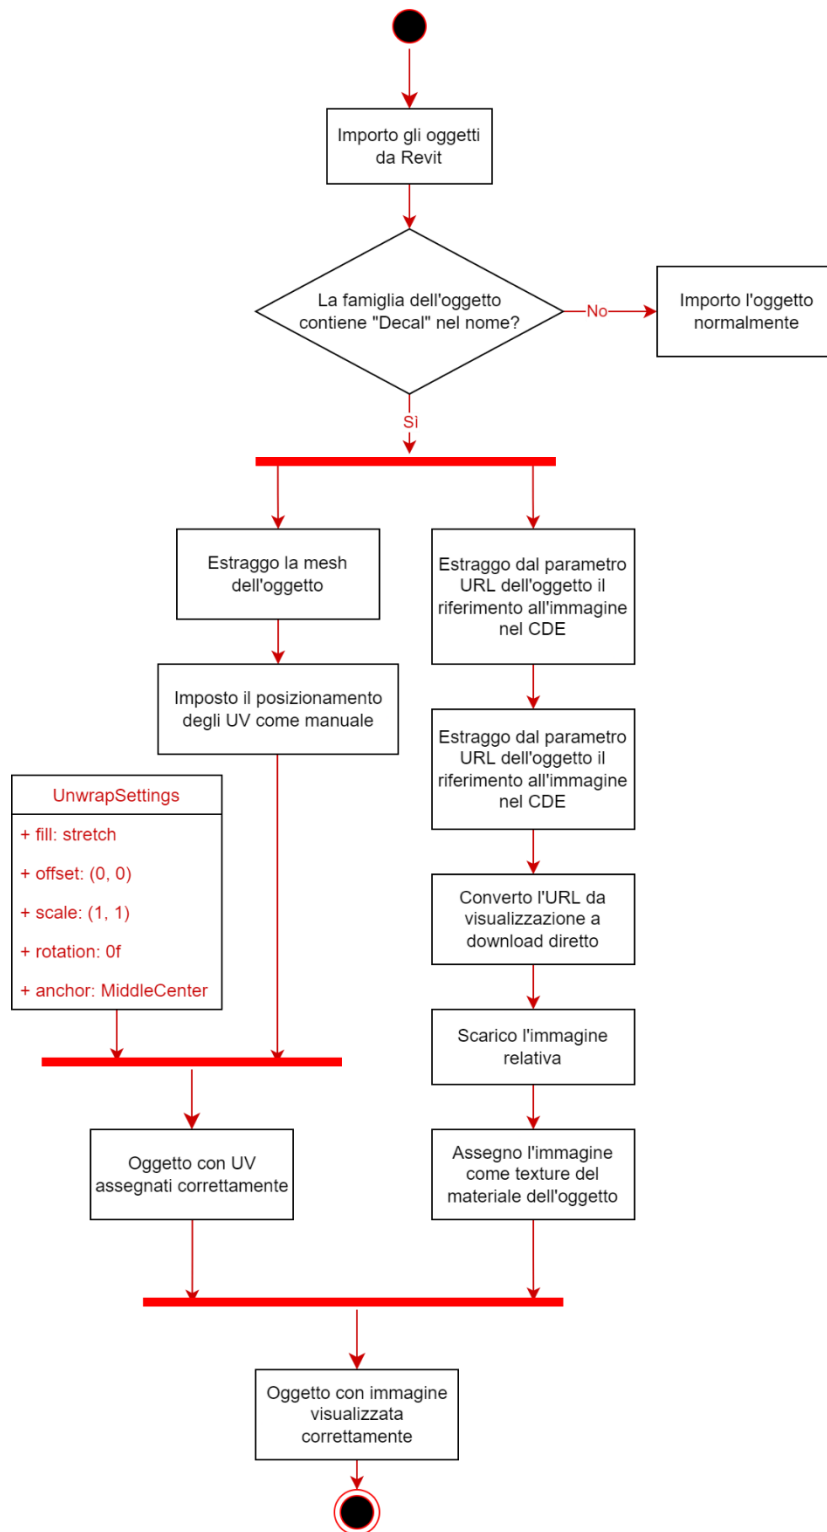 Importo gli oggetti
da Revit
La famiglia dell'oggetto
contiene "Decal" nel nome?
No
Importo l'oggetto
normalmente
Sì
Estraggo la mesh
dell'oggetto
Estraggo dal parametro
URL dell'oggetto il
riferimento all'immagine
nel CDE
Imposto il posizionamento
degli UV come manuale
Estraggo dal parametro
URL dell'oggetto il
riferimento all'immagine
nel CDE
UnwrapSettings
+ fill: stretch
+ offset: (0, 0)
+ scale: (1, 1)
+ rotation: 0f
+ anchor: MiddleCenter
Converto l'URL da
visualizzazione a
download diretto
Scarico l'immagine
relativa
Oggetto con UV
assegnati correttamente
Assegno l'immagine
come texture del
materiale dell'oggetto
Oggetto con immagine
visualizzata
correttamente